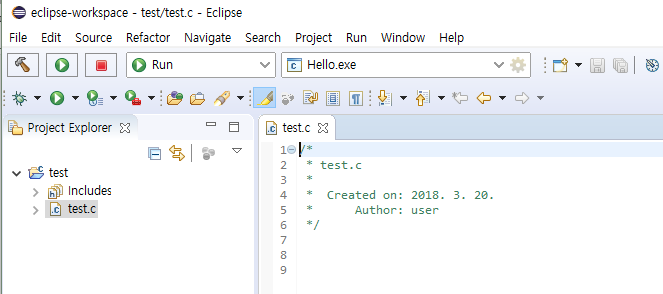 eclipse-workspace - test/test.c - Eclipse
File Edit Source Refactor Navigate Search Project Run Window Help
Run Hello.exe
Project Explorer
test.c
test
Includes
test.c
1 /*
2 * test.c
3 *
4 * Created on: 2018. 3. 20.
5 * Author: user
6 */
7
8
9